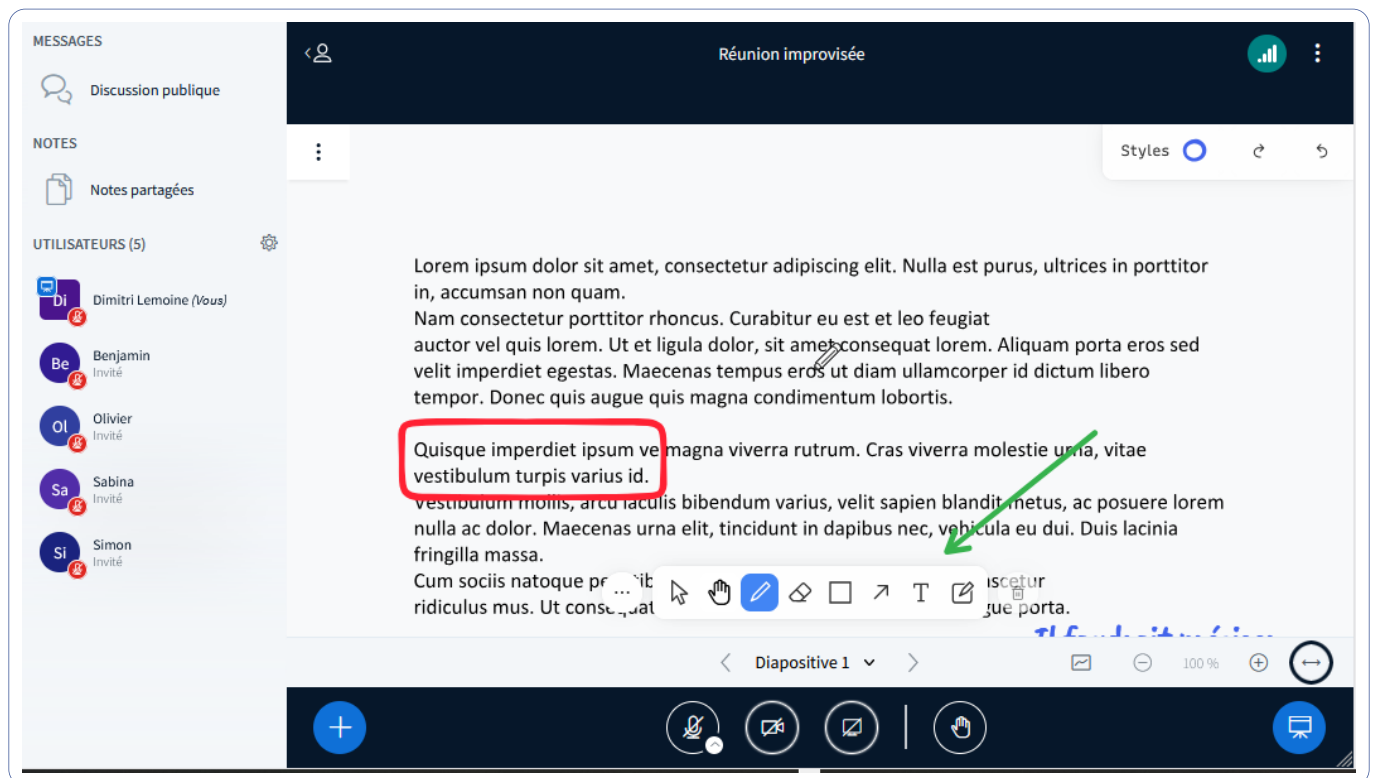 MESSAGES
Discussion publique
NOTES
Notes partagées
UTILISATEURS (5)
Di
Dimitri Lemoine (Vous)
Be
Benjamin
Invité
Ol
Olivier
Invité
Sa
Sabina
Invité
Si
Simon
Invité
Réunion improvisée
Styles
Lorem ipsum dolor sit amet, consectetur adipiscing elit. Nulla est purus, ultrices in porttitor
in, accumsan non quam.
Nam consectetur porttitor rhoncus. Curabitur eu est et leo feugiat
auctor vel quis lorem. Ut et ligula dolor, sit amet consequat lorem. Aliquam porta eros sed
velit imperdiet egestas. Maecenas tempus eros ut diam ullamcorper id dictum libero
tempor. Donec quis augue quis magna condimentum lobortis.
Quisque imperdiet ipsum ve magna viverra rutrum. Cras viverra molestie urna, vitae
vestibulum turpis varius id.
Vestibulum mollis, arcu iaculis bibendum varius, velit sapien blandit metus, ac posuere lorem
nulla ac dolor. Maecenas urna elit, tincidunt in dapibus nec, vehicula eu dui. Duis lacinia
fringilla massa.
Cum sociis natoque
ridiculus mus. Ut porta.
T
Diapositive 1
100 %